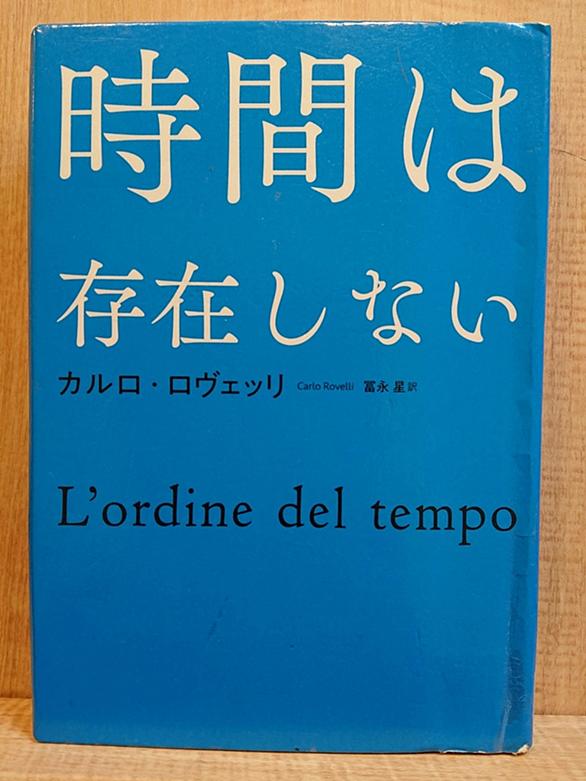 時間は
存在しない
カルロ・ロヴェッリ Carlo Rovelli 冨永 星 訳
L'ordine del tempo